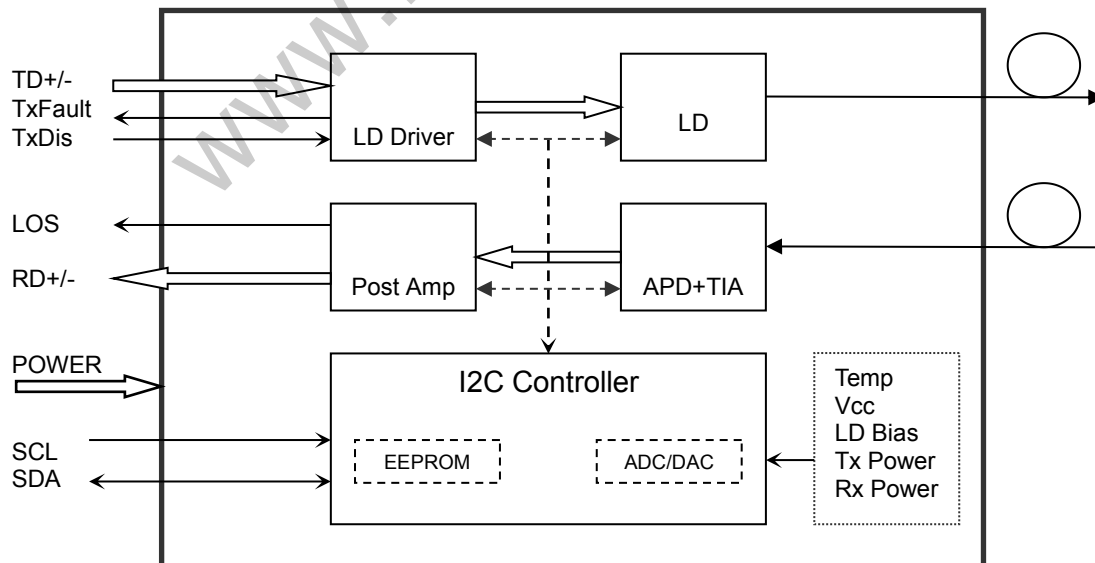 TD+/-
TxFault
TxDis
LD Driver
LD
LOS
RD+/-
Post Amp
APD+TIA
POWER
I2C Controller
SCL
SDA
EEPROM
ADC/DAC
Temp
Vcc
LD Bias
Tx Power
Rx Power
www.